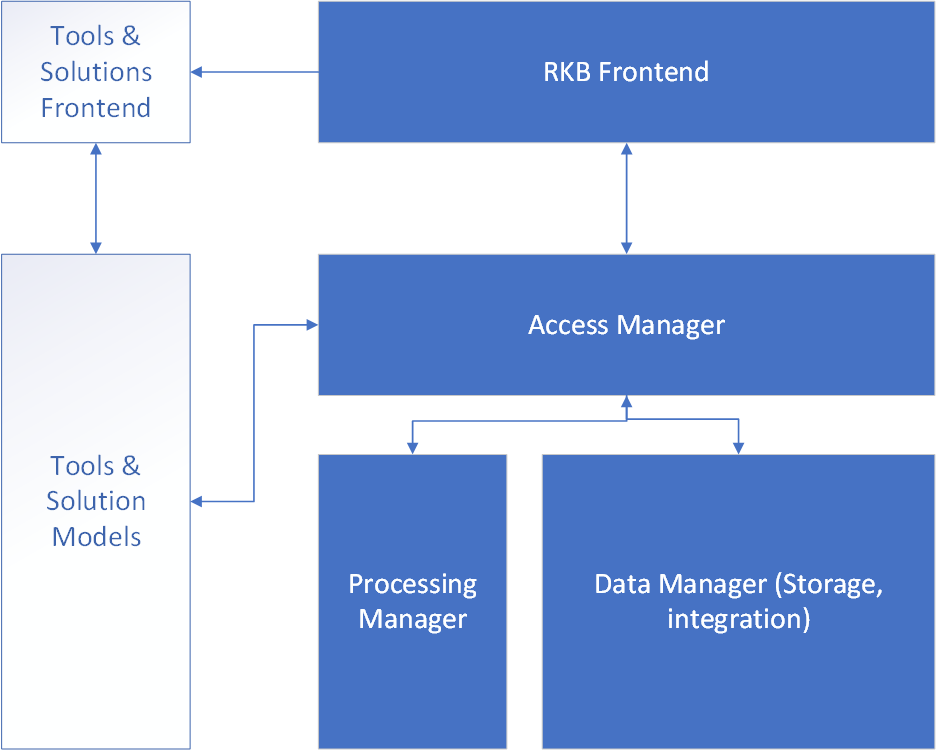 Tools &
Solutions
Frontend
RKB Frontend
Access Manager
Tools &
Solution
Models
Processing
Manager
Data Manager (Storage,
integration)